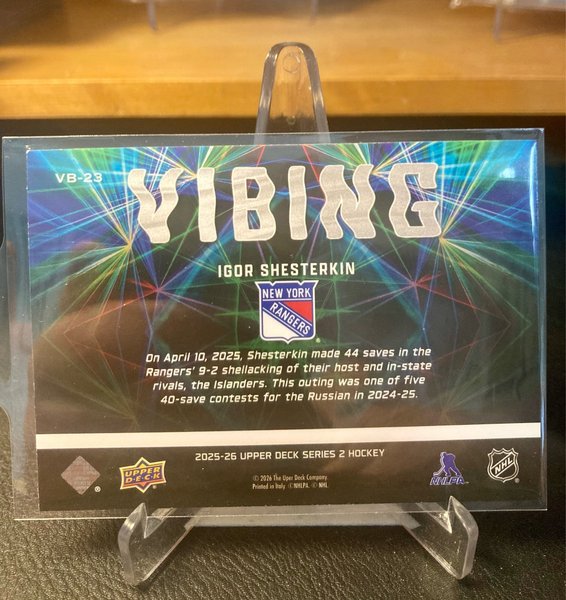 VB-23
VIBING
IGOR SHESTERKIN
NEW YORK
RANGERS
On April 10, 2025, Shesterkin made 44 saves in the
Rangers' 9-2 shellacking of their host and in-state
rivals, the Islanders. This outing was one of five
40-save contests for the Russian in 2024-25.
2025-26 UPPER DECK SERIES 2 HOCKEY
UPPER
DECK
®
© 2026 The Uper Deck Company.
Printed in Italy ©NHLPA. © NHL
NHLPA
®
NHL
®